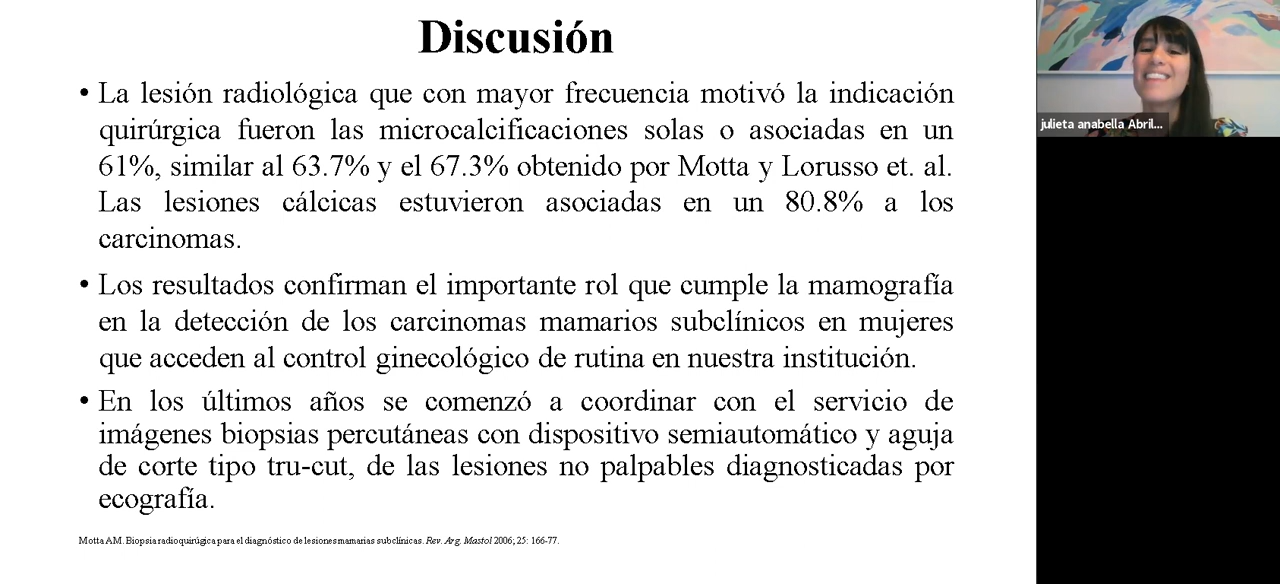 Discusión
• La lesión radiológica que con mayor frecuencia motivó la indicación
quirúrgica fueron las microcalcificaciones solas o asociadas en un
61%, similar al 63.7% y el 67.3% obtenido por Motta y Lorusso et. al.
Las lesiones cálcicas estuvieron asociadas en un 80.8% a los
carcinomas.
• Los resultados confirman el importante rol que cumple la mamografía
en la detección de los carcinomas mamarios subclínicos en mujeres
que acceden al control ginecológico de rutina en nuestra institución.
• En los últimos años se comenzó a coordinar con el servicio de
imágenes biopsias percutáneas con dispositivo semiautomático y aguja
de corte tipo tru-cut, de las lesiones no palpables diagnosticadas por
ecografía.
Motta AM. Biopsia radioquirúgica para el diagnóstico de lesiones mamarias subclínicas. Rev. Arg. Mastol 2006; 25: 166-77.
julieta anabella Abril...